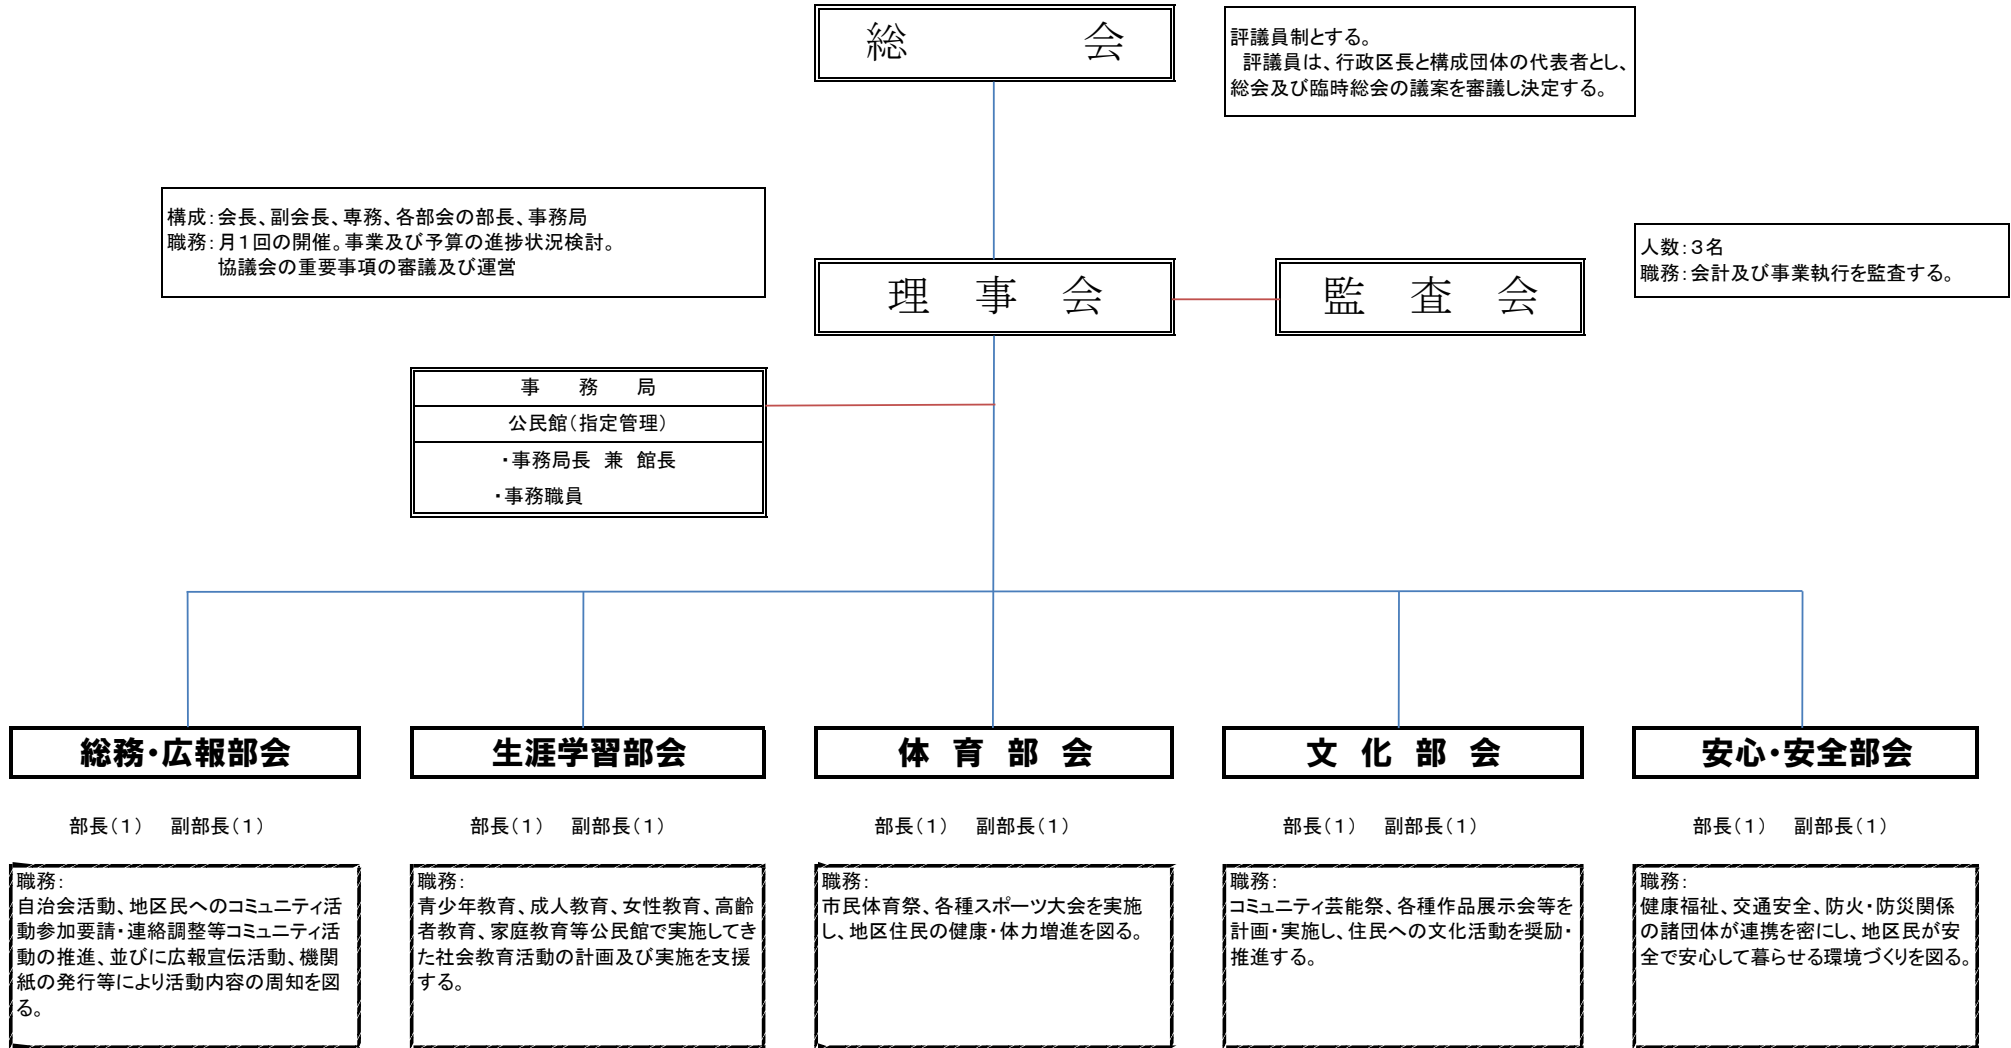 総　会
評議員制とする。
評議員は、行政区長と構成団体の代表者とし、
総会及び臨時総会の議案を審議し決定する。
構成：会長、副会長、専務、各部会の部長、事務局
職務：月１回の開催。事業及び予算の進捗状況検討。
協議会の重要事項の審議及び運営
理　事　会
監　査　会
人数：３名
職務：会計及び事業執行を監査する。
事　務　局
公民館（指定管理）
・事務局長　兼　館長
・事務職員
総務・広報部会
部長（１）　副部長（１）
職務：
自治会活動、地区民へのコミュニティ活
動参加要請・連絡調整等コミュニティ活
動の推進、並びに広報宣伝活動、機関
紙の発行等により活動内容の周知を図
る。
生涯学習部会
部長（１）　副部長（１）
職務：
青少年教育、成人教育、女性教育、高齢
者教育、家庭教育等公民館で実施してき
た社会教育活動の計画及び実施を支援
する。
体　育　部　会
部長（１）　副部長（１）
職務：
市民体育祭、各種スポーツ大会を実施
し、地区住民の健康・体力増進を図る。
文　化　部　会
部長（１）　副部長（１）
職務：
コミュニティ芸能祭、各種作品展示会等を
計画・実施し、住民への文化活動を奨励・
推進する。
安心・安全部会
部長（１）　副部長（１）
職務：
健康福祉、交通安全、防火・防災関係
の諸団体が連携を密にし、地区民が安
全で安心して暮らせる環境づくりを図る。